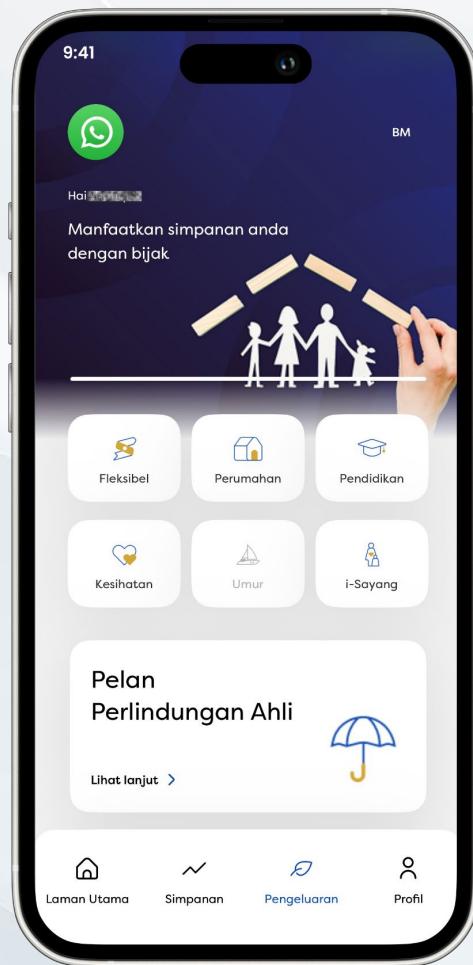 9:41
BM
Hai
Manfaatkan simpanan anda
dengan bijak
Fleksibel
Perumahan
Pendidikan
Kesihatan
Umur
i-Sayang
Pelan
Perlindungan Ahli
Lihat lanjut
Laman Utama
Simpanan
Pengeluaran
Profil